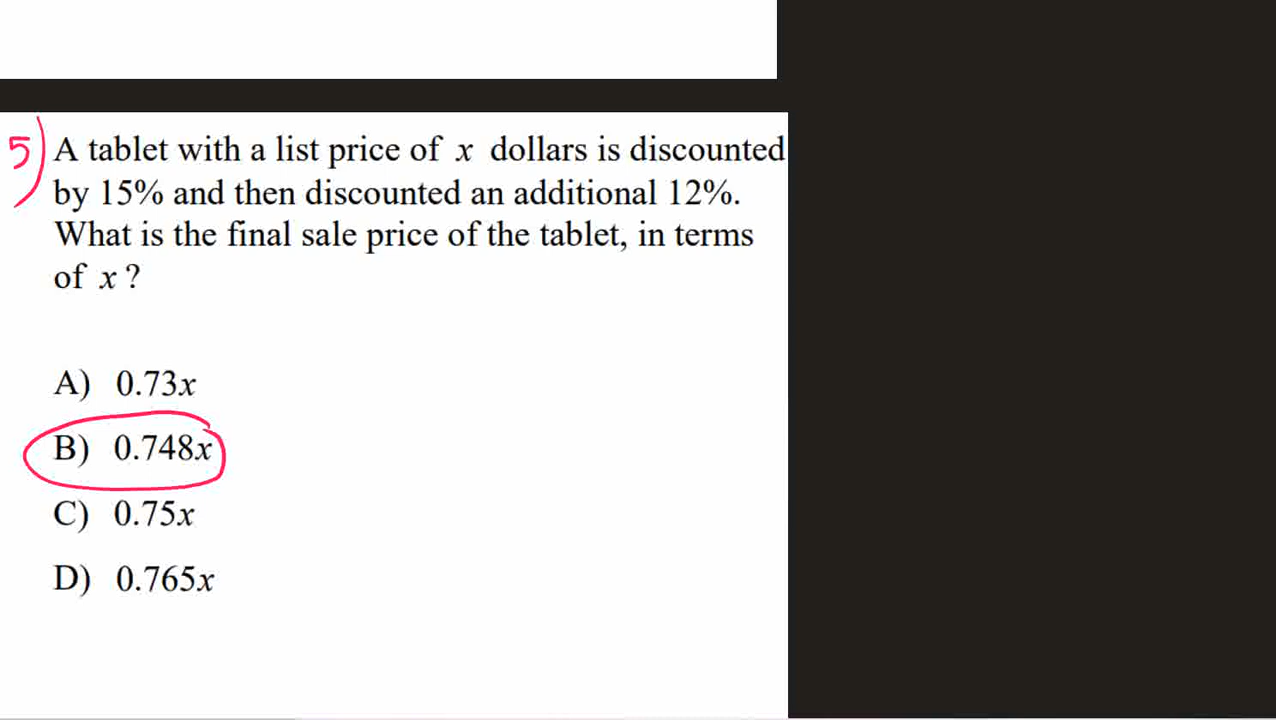 5) A tablet with a list price of x dollars is discounted
by 15% and then discounted an additional 12%.
What is the final sale price of the tablet, in terms
of x ?
A) 0.73x
B) 0.748x
C) 0.75x
D) 0.765x